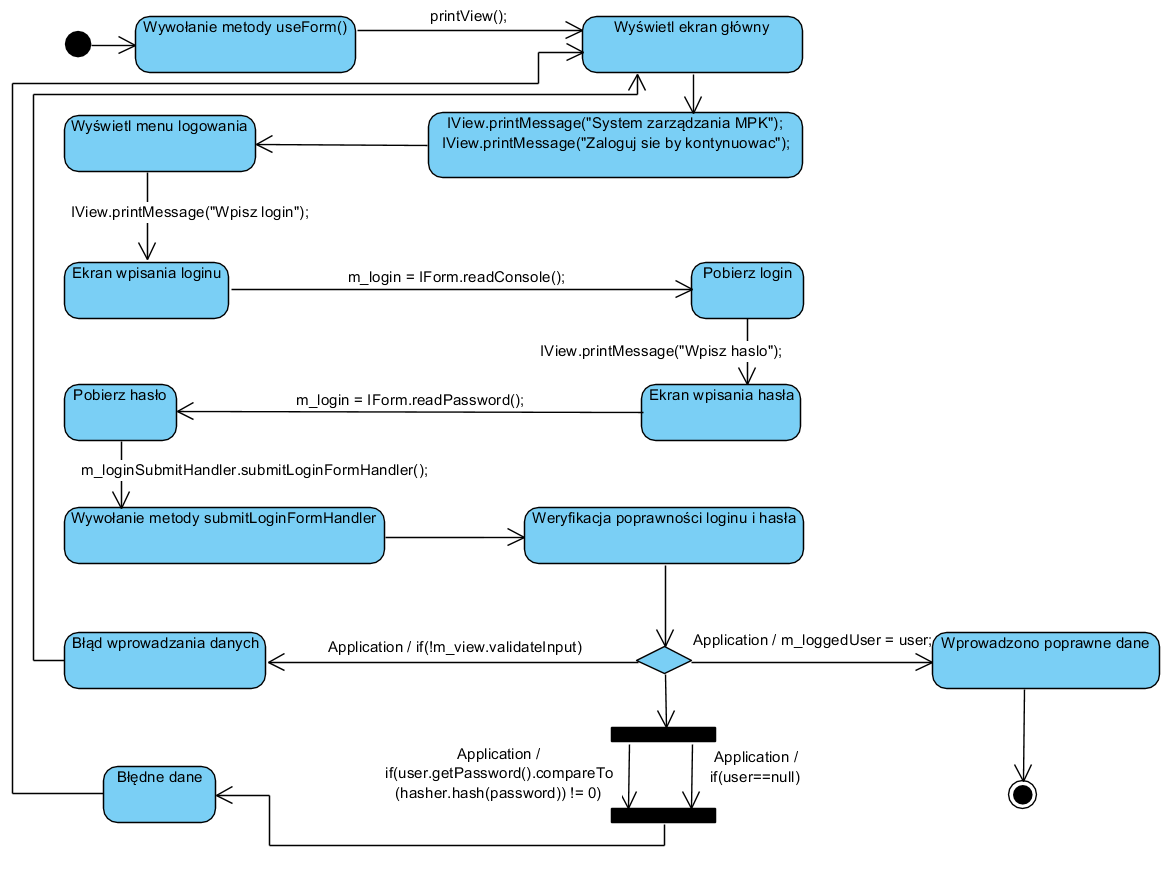 Wywołanie metody useForm()
printView();
Wyświetl ekran główny
Wyświetl menu logowania
IView.printMessage("System zarządzania MPK");
IView.printMessage("Zaloguj sie by kontynuowac");
IView.printMessage("Wpisz login");
Ekran wpisania loginu
m_login = IForm.readConsole();
Pobierz login
IView.printMessage("Wpisz haslo");
Pobierz hasło
m_login = IForm.readPassword();
Ekran wpisania hasła
m_loginSubmitHandler.submitLoginFormHandler();
Wywołanie metody submitLoginFormHandler
Weryfikacja poprawności loginu i hasła
Błąd wprowadzania danych
Application / if(!m_view.validateInput)
Application / m_loggedUser = user;
Wprowadzono poprawne dane
Application /
if(user.getPassword().compareTo
(hasher.hash(password)) != 0)
Application /
if(user==null)
Błędne dane